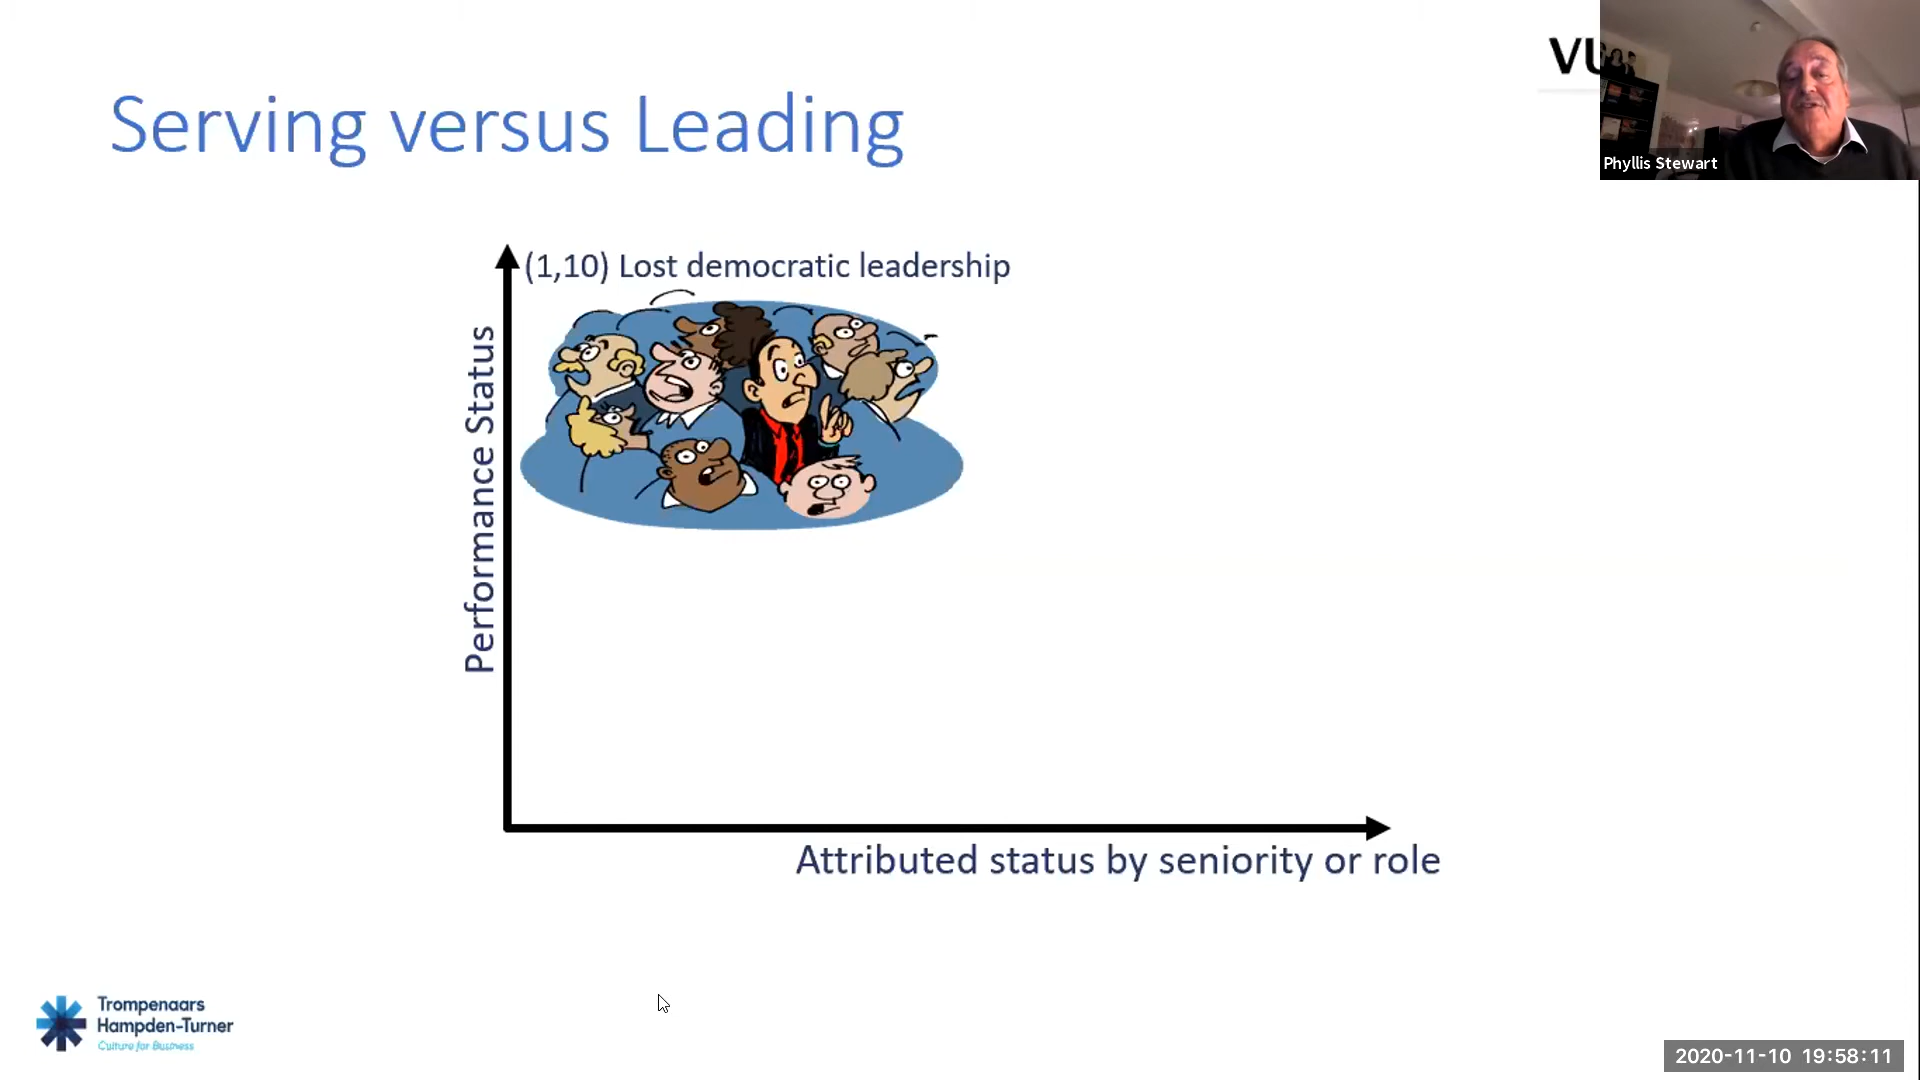 VU
Serving versus Leading
Phyllis Stewart
(1,10) Lost democratic leadership
Performance Status
Attributed status by seniority or role
Trompenaars
Hampden-Turner
Culture for Business
2020-11-10 19:58:11